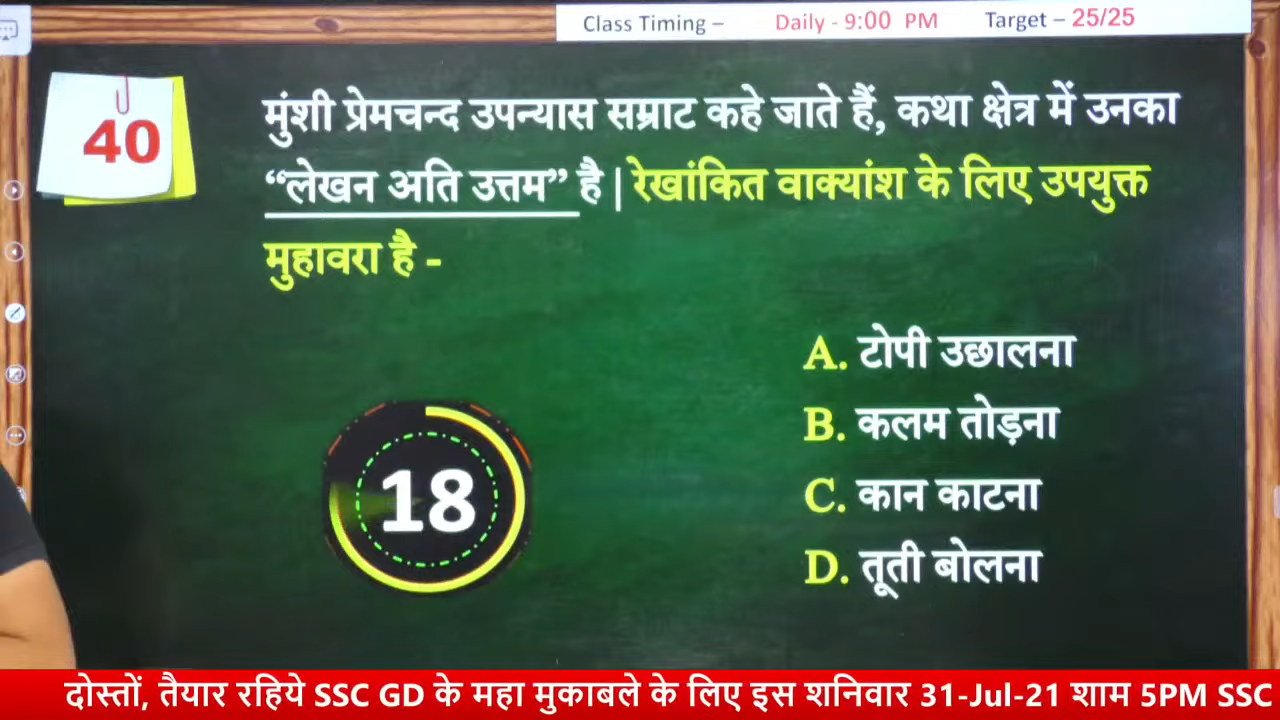 Class Timing – Daily - 9:00 PM Target – 25/25
40
मुंशी प्रेमचन्द उपन्यास सम्राट कहे जाते हैं, कथा क्षेत्र में उनका
“लेखन अति उत्तम” है | रेखांकित वाक्यांश के लिए उपयुक्त
मुहावरा है -
A. टोपी उछालना
B. कलम तोड़ना
C. कान काटना
D. तूती बोलना
18
दोस्तों, तैयार रहिये SSC GD के महा मुकाबले के लिए इस शनिवार 31-Jul-21 शाम 5PM SSC